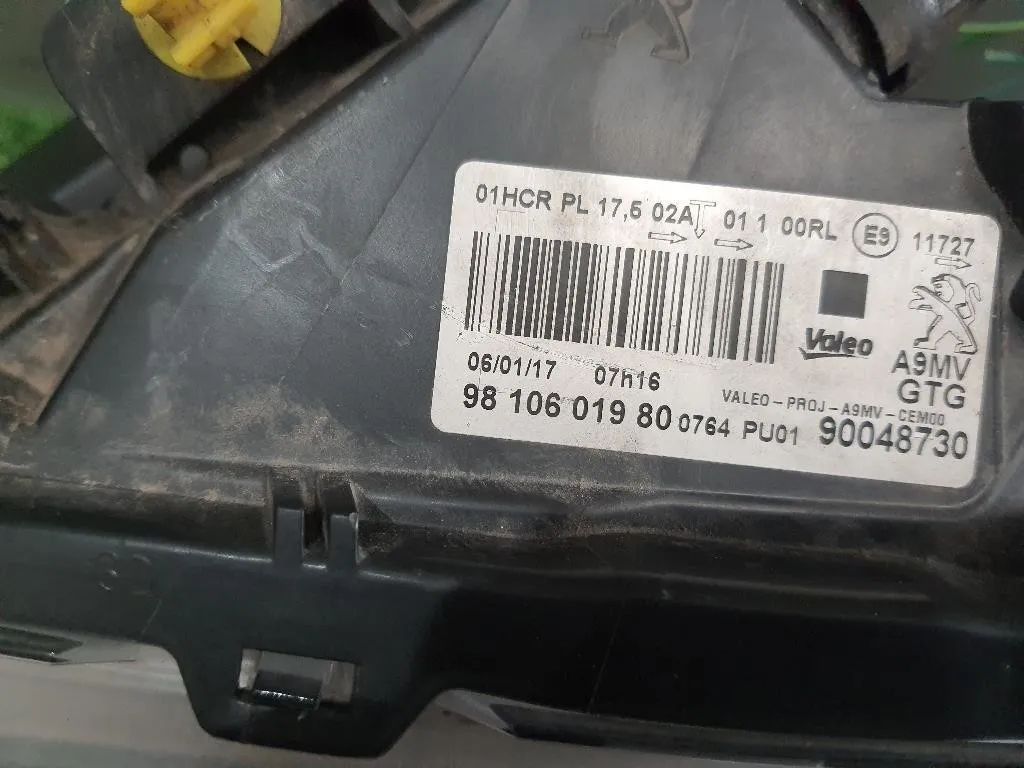 01HCR PL 17,5 02A 01 1 00RL E9 11727
Valeo
A9MV
GTG
06/01/17 07h16
VALEO-PROJ-A9MV-CEM00
98 106 019 80 0764 PU01 90048730